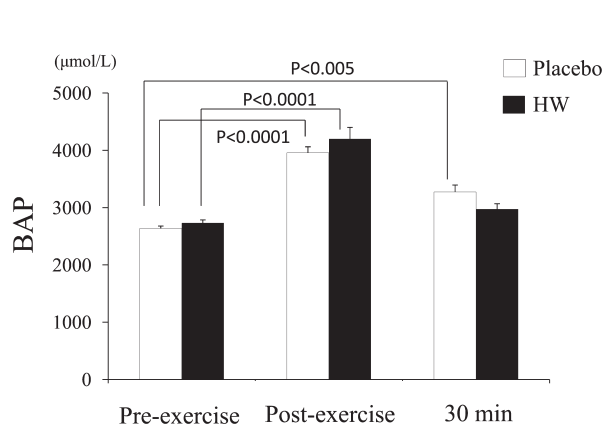 (μmol/L)
P<0.005
Placebo
HW
5000
P<0.0001
P<0.0001
4000
3000
BAP
2000
1000
0
Pre-exercise Post-exercise 30 min